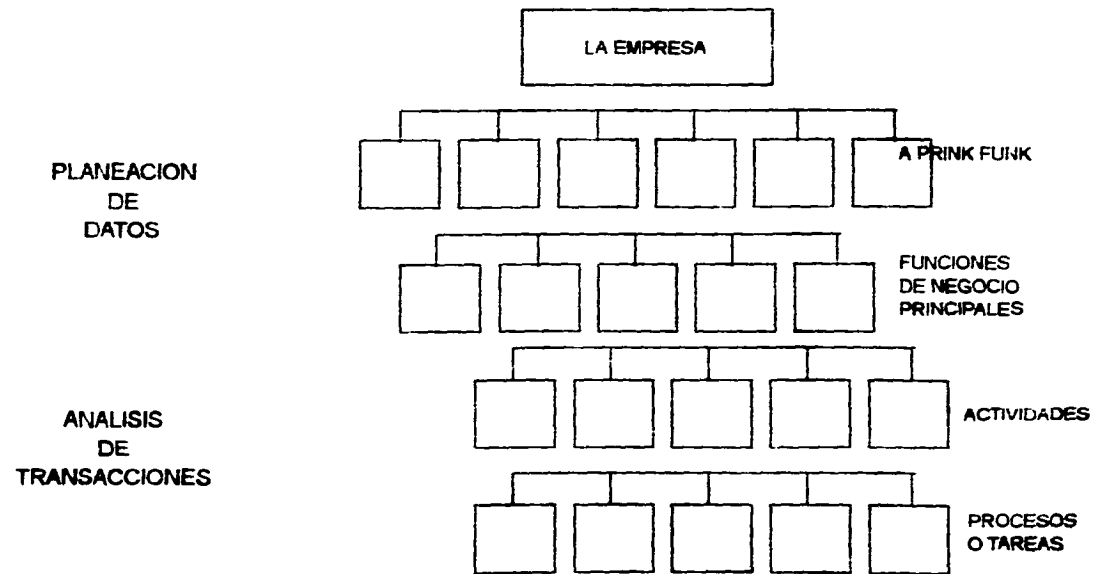 LA EMPRESA
PLANEACION
DE
DATOS
A PRINK FUNK
FUNCIONES
DE NEGOCIO
PRINCIPALES
ANALISIS
DE
TRANSACCIONES
ACTIVIDADES
PROCESOS
O TAREAS